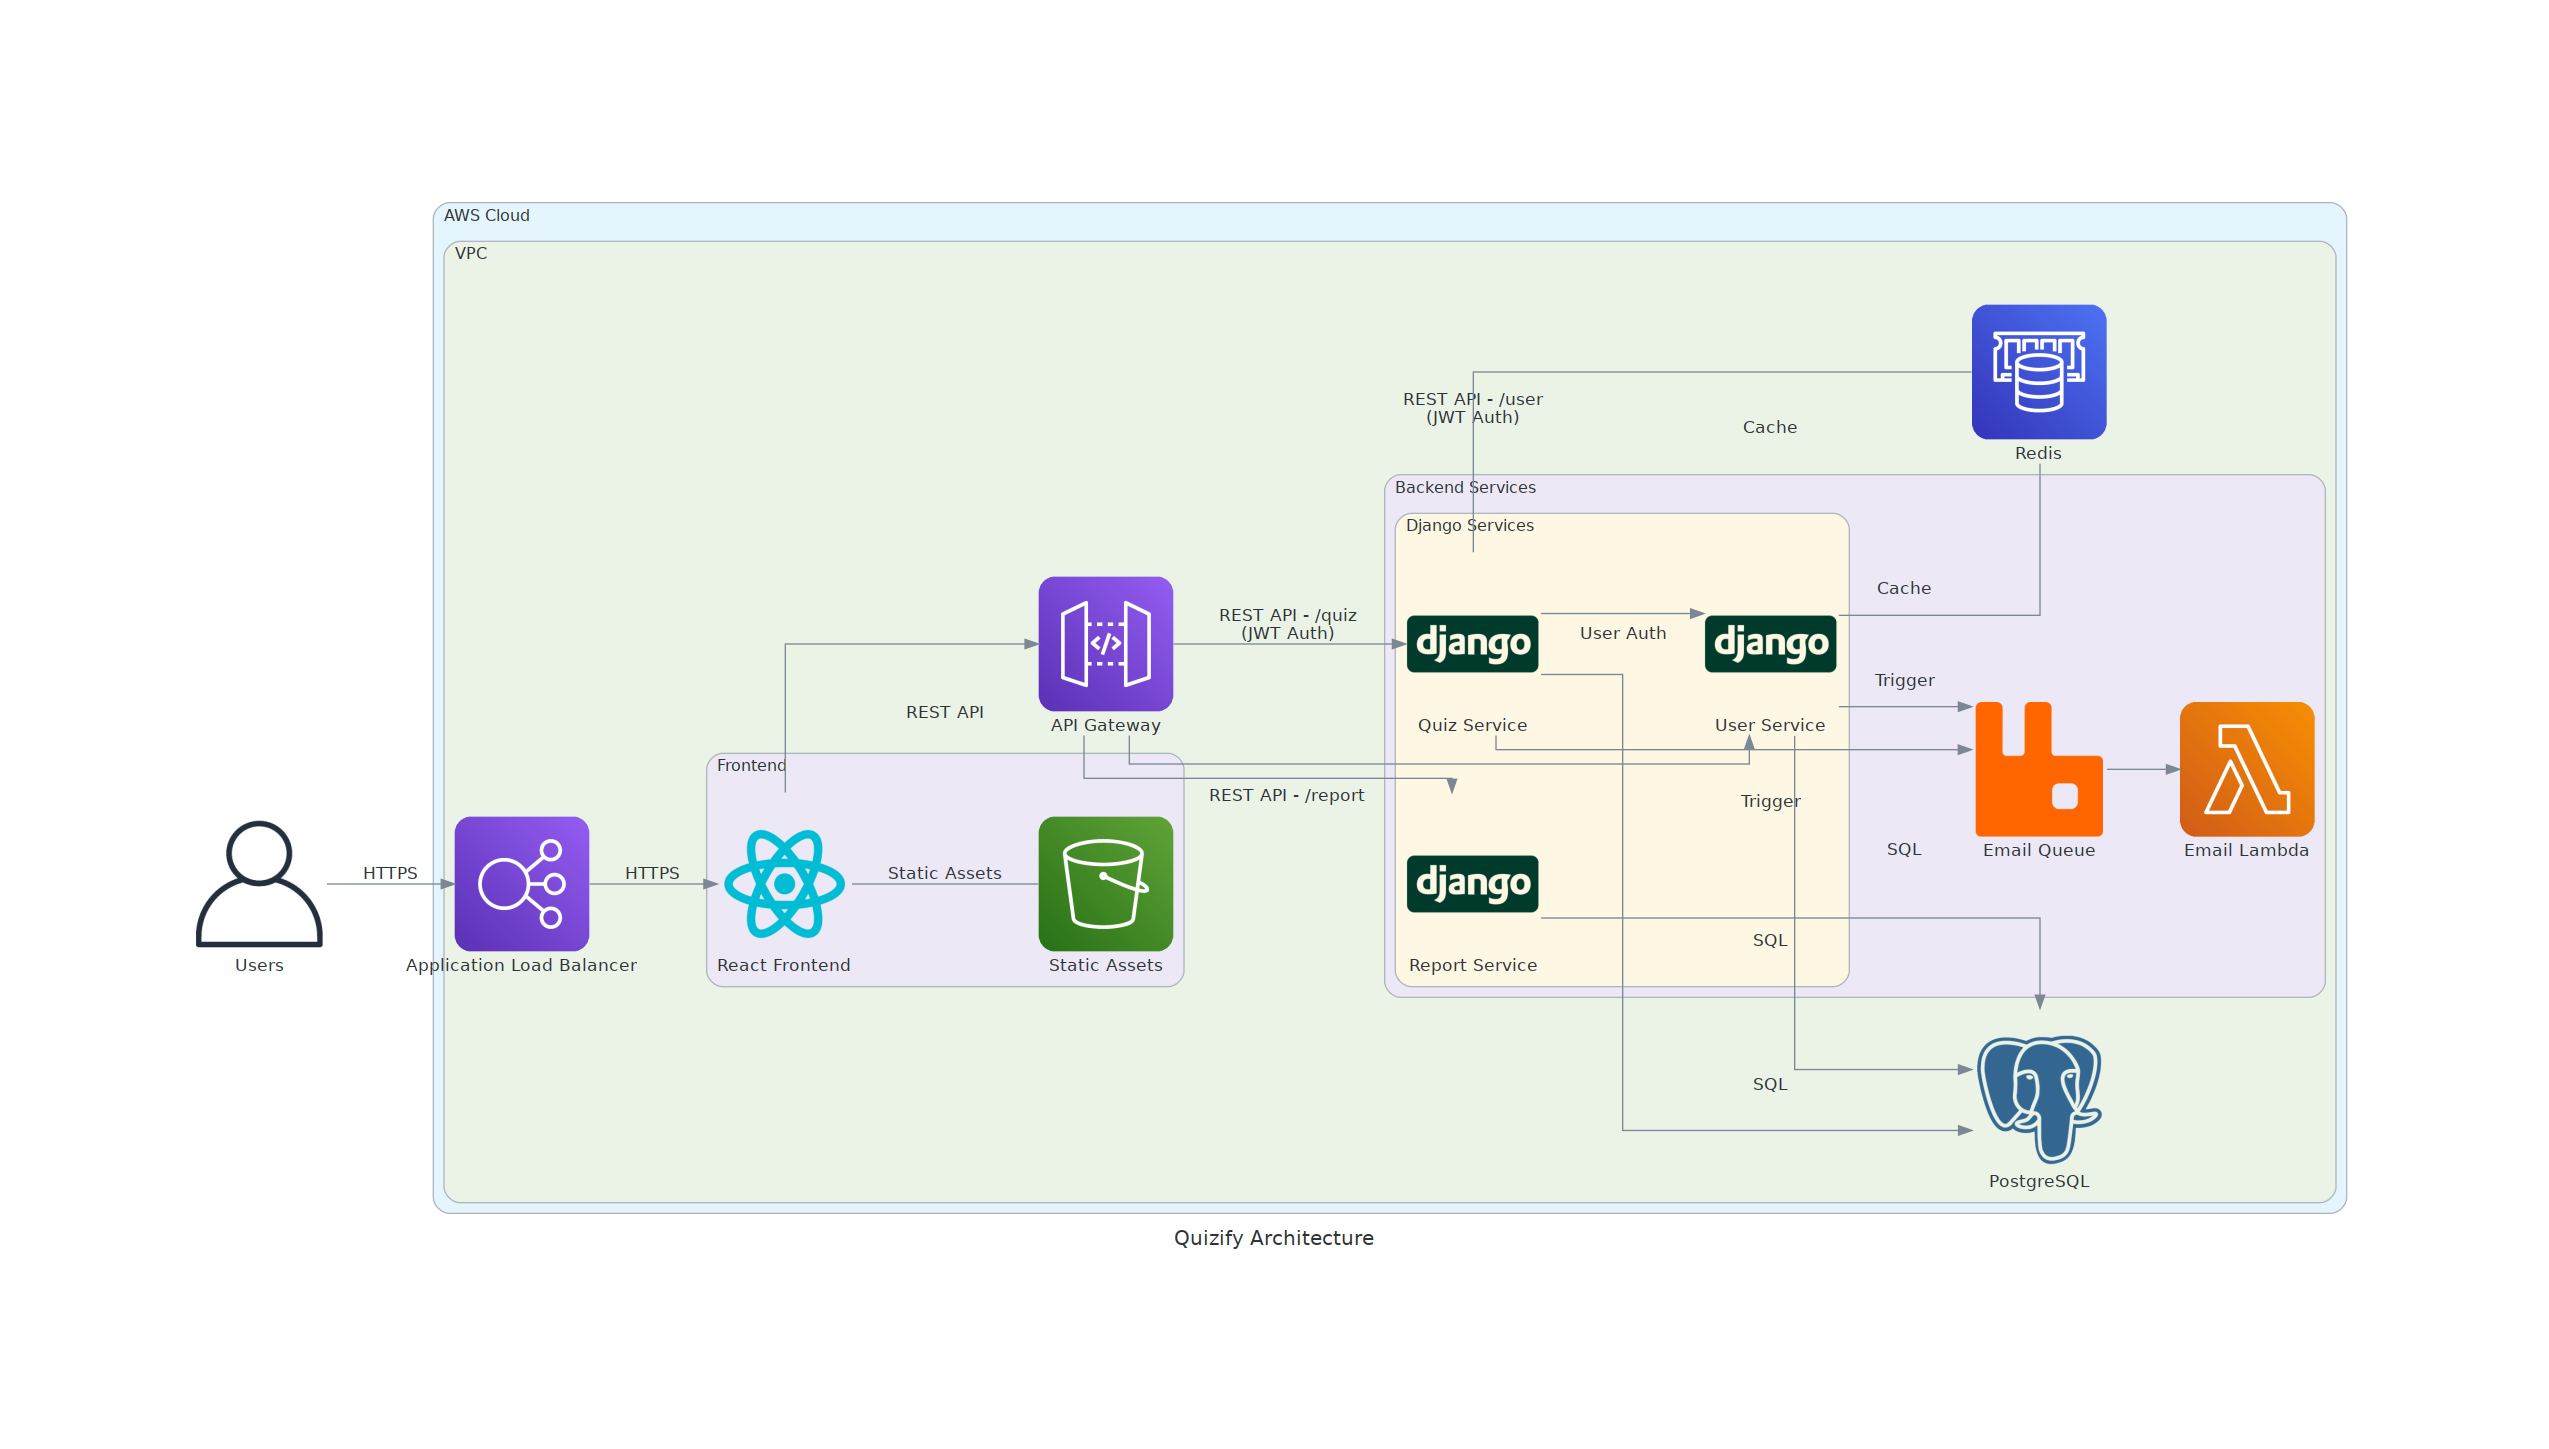 AWS Cloud
VPC
REST API - /user
(JWT Auth)
Cache
Redis
Backend Services
Django Services
Cache
REST API - /quiz
(JWT Auth)
django
User Auth
django
Trigger
REST API
API Gateway
Quiz Service
User Service
Frontend
REST API - /report
Trigger
HTTPS
HTTPS
Static Assets
django
SQL
Email Queue
Email Lambda
SQL
Users
Application Load Balancer
React Frontend
Static Assets
Report Service
SQL
PostgreSQL
Quizify Architecture